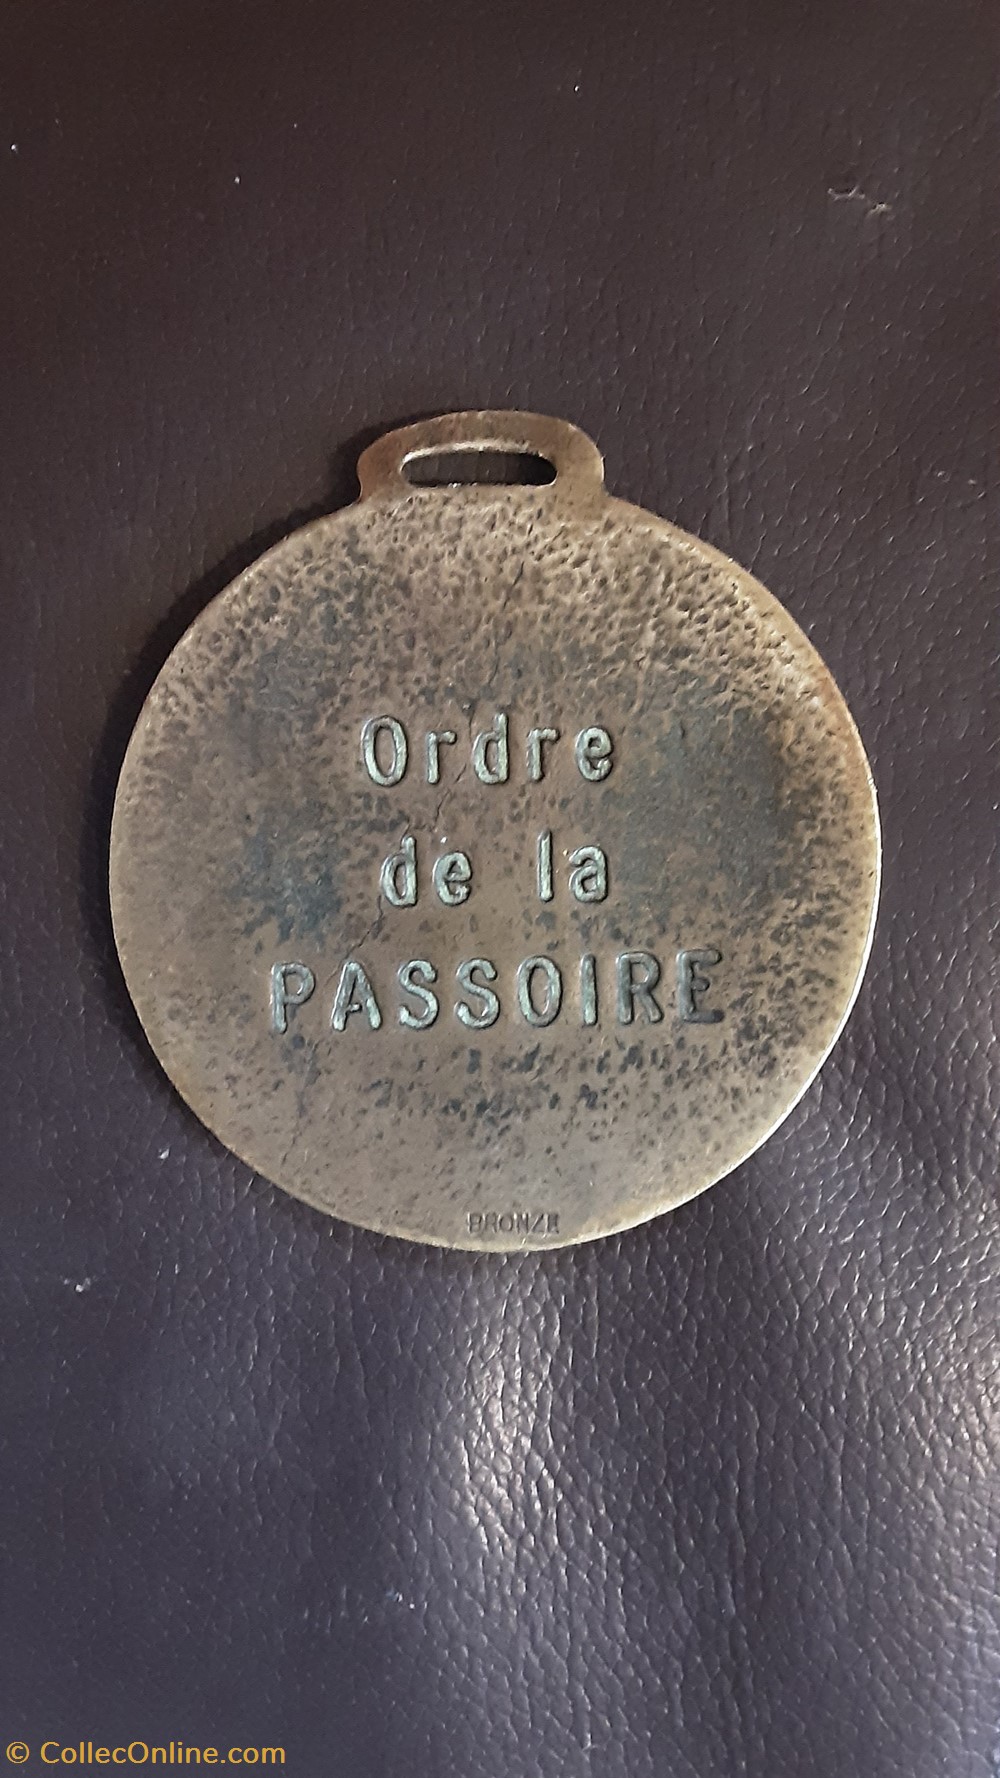 Ordre
de la
PASSOIRE
BRONZE
© CollecOnline.com